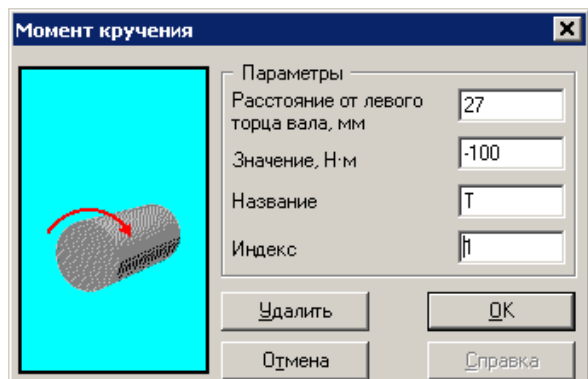 Момент кручения
Параметры
Расстояние от левого
торца вала, мм
27
Значение, Н·м
-100
Название
T
Индекс
1
Удалить
OK
Отмена
Справка